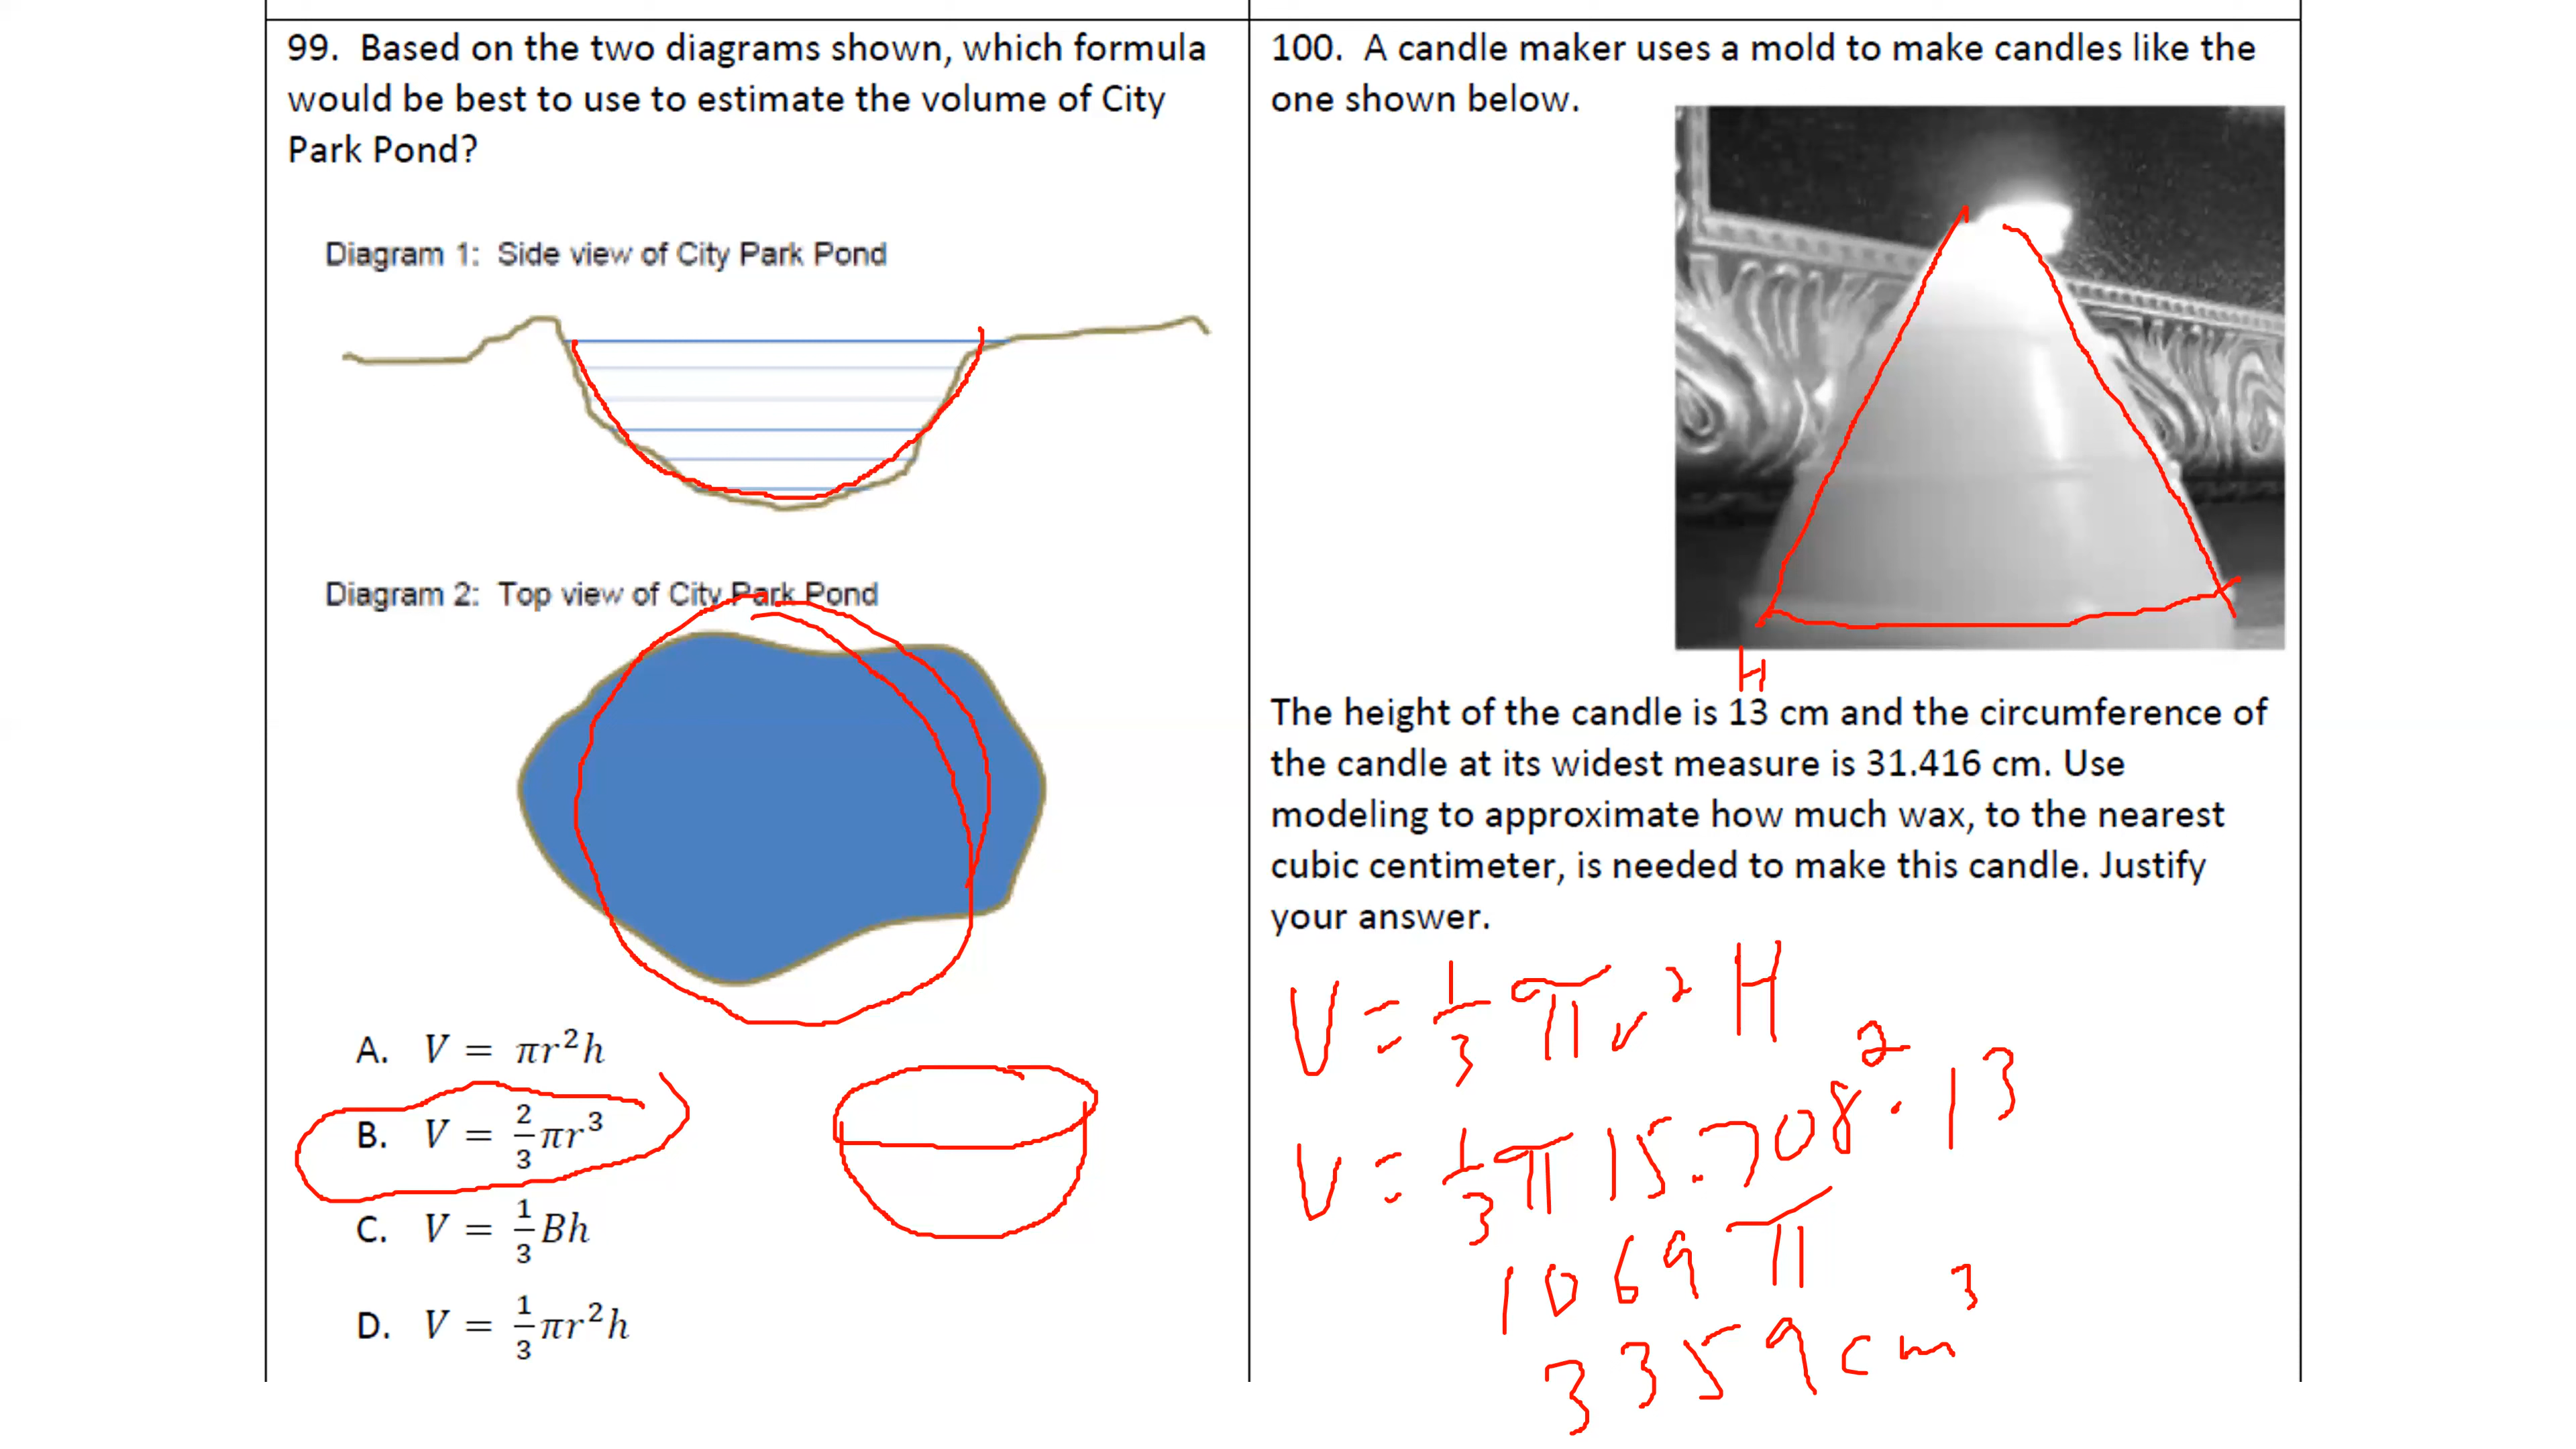 99. Based on the two diagrams shown, which formula
would be best to use to estimate the volume of City
Park Pond?
Diagram 1: Side view of City Park Pond
Diagram 2: Top view of City Park Pond
A. V = πr²h
B. V = 2/3 πr³
C. V = 1/3 Bh
D. V = 1/3 πr²h
100. A candle maker uses a mold to make candles like the
one shown below.
H
The height of the candle is 13 cm and the circumference of
the candle at its widest measure is 31.416 cm. Use
modeling to approximate how much wax, to the nearest
cubic centimeter, is needed to make this candle. Justify
your answer.
V = 1/3 π r² H
V = 1/3 π 15.708² · 13
1069 π
3359 cm³